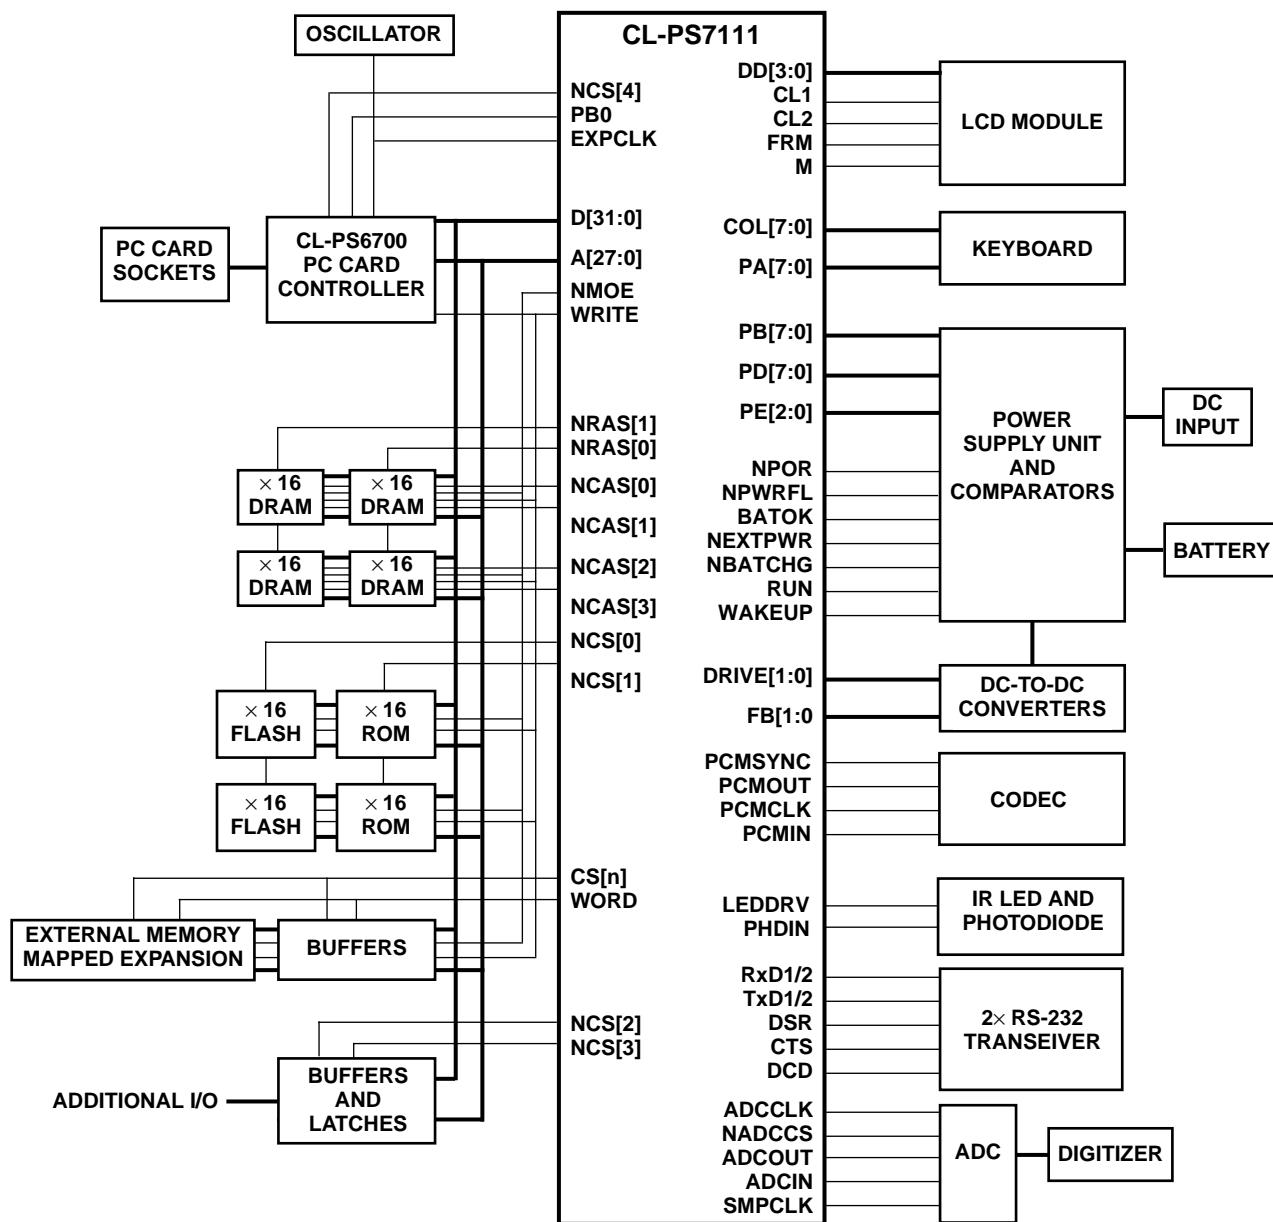 CL-PS7111
OSCILLATOR
NCS[4]
PB0
EXPCLK
D[31:0]
A[27:0]
NMOE
WRITE
PC CARD
SOCKETS
CL-PS6700
PC CARD
CONTROLLER
NRAS[1]
NRAS[0]
NCAS[0]
NCAS[1]
NCAS[2]
NCAS[3]
NCS[0]
NCS[1]
× 16
DRAM
× 16
DRAM
× 16
DRAM
× 16
DRAM
× 16
FLASH
× 16
ROM
× 16
FLASH
× 16
ROM
CS[n]
WORD
EXTERNAL MEMORY
MAPPED EXPANSION
BUFFERS
NCS[2]
NCS[3]
ADDITIONAL I/O
BUFFERS
AND
LATCHES
DD[3:0]
CL1
CL2
FRM
M
LCD MODULE
COL[7:0]
PA[7:0]
KEYBOARD
PB[7:0]
PD[7:0]
PE[2:0]
NPOR
NPWRFL
BATOK
NEXTPWR
NBATCHG
RUN
WAKEUP
POWER
SUPPLY UNIT
AND
COMPARATORS
DC
INPUT
BATTERY
DRIVE[1:0]
FB[1:0
DC-TO-DC
CONVERTERS
PCMSYNC
PCMOUT
PCMCLK
PCMIN
CODEC
LEDDRV
PHDIN
IR LED AND
PHOTODIODE
RxD1/2
TxD1/2
DSR
CTS
DCD
2× RS-232
TRANSEIVER
ADCCLK
NADCCS
ADCOUT
ADCIN
SMPCLK
ADC
DIGITIZER